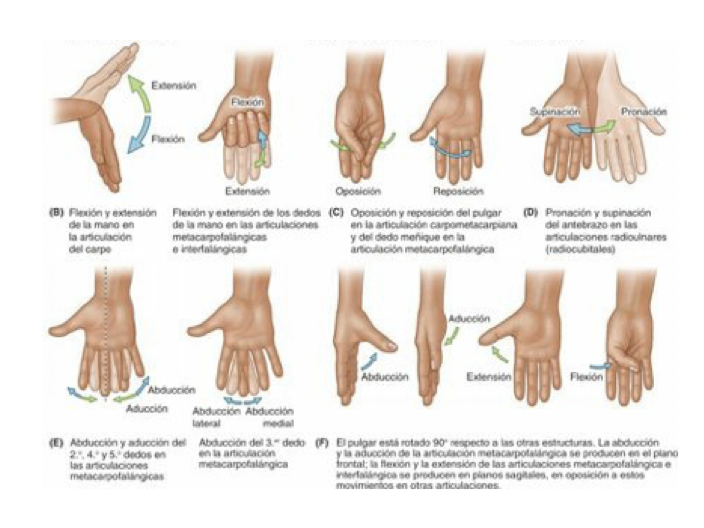 Extensión
Flexión
Flexión
Extensión
Oposición
Reposición
Supinación
Pronación
(B) Flexión y extensión
de la mano en
la articulación
del carpo
Flexión y extensión de los dedos
de la mano en las articulaciones
metacarpofalángicas
e interfalángicas
(C) Oposición y reposición del pulgar
en la articulación carpometacarpiana
y del dedo meñique en la
articulación metacarpofalángica
(D) Pronación y supinación
del antebrazo en las
articulaciones radioulnares
(radiocubitales)
Abducción
Aducción
Abducción lateral
Abducción medial
Abducción
Aducción
Extensión
Flexión
(E) Abducción y aducción del
2.°, 4.° y 5.° dedos en
las articulaciones
metacarpofalángicas
Abducción del 3.er dedo
en la articulación
metacarpofalángica
(F) El pulgar está rotado 90° respecto a las otras estructuras. La abducción
y la aducción de la articulación metacarpofalángica se producen en el plano
frontal; la flexión y la extensión de las articulaciones metacarpofalángica e
interfalángica se producen en planos sagitales, en oposición a estos
movimientos en otras articulaciones.